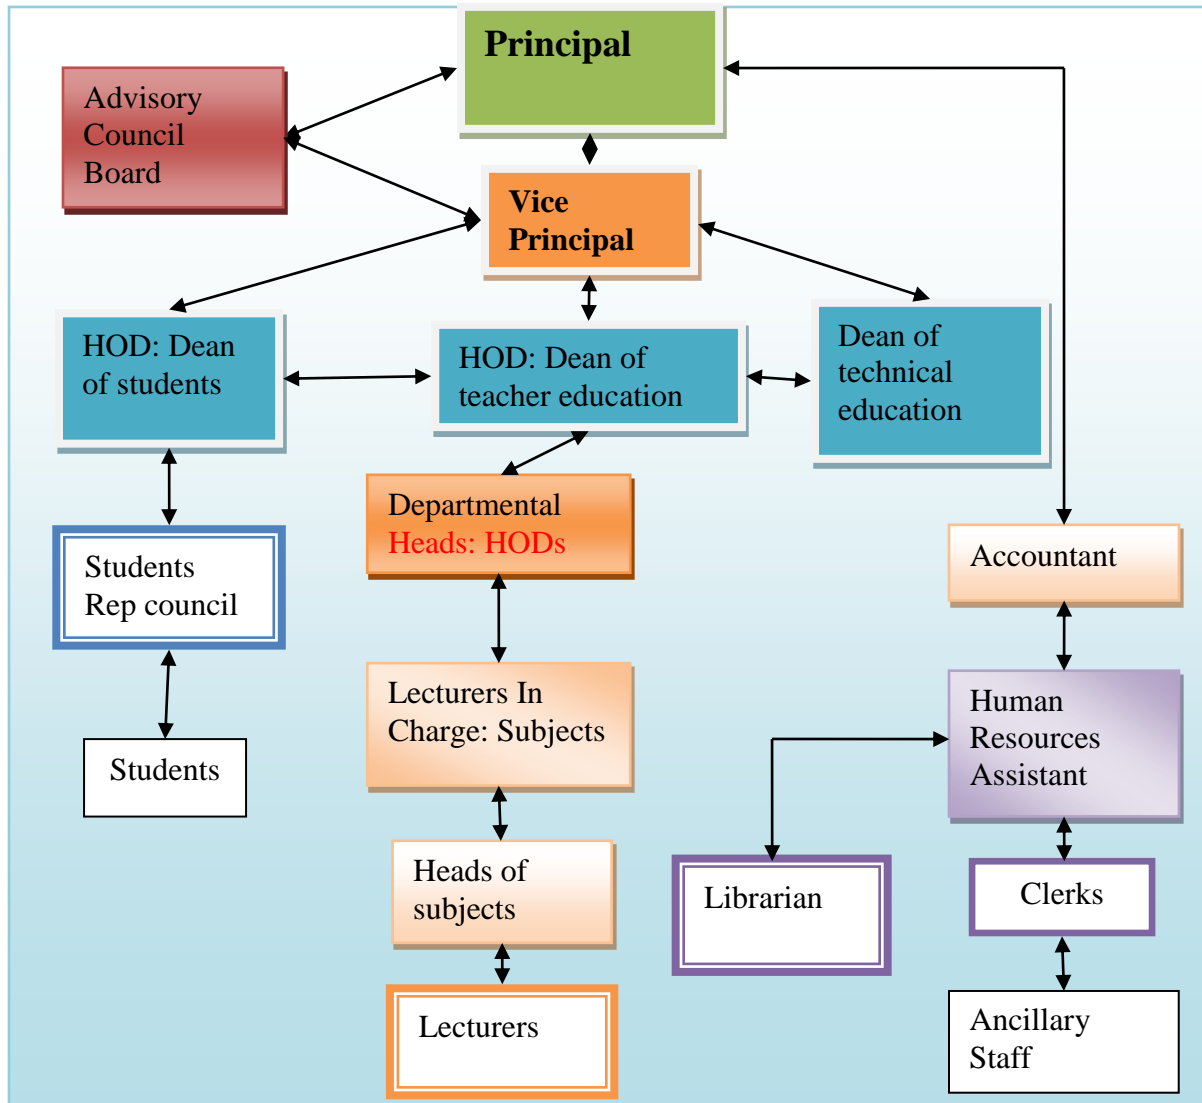 Principal
Advisory
Council
Board
Vice
Principal
HOD: Dean
of students
HOD: Dean of
teacher education
Dean of
technical
education
Departmental
Heads: HODs
Accountant
Students
Rep council
Lecturers In
Charge: Subjects
Human
Resources
Assistant
Students
Heads of
subjects
Librarian
Clerks
Lecturers
Ancillary
Staff